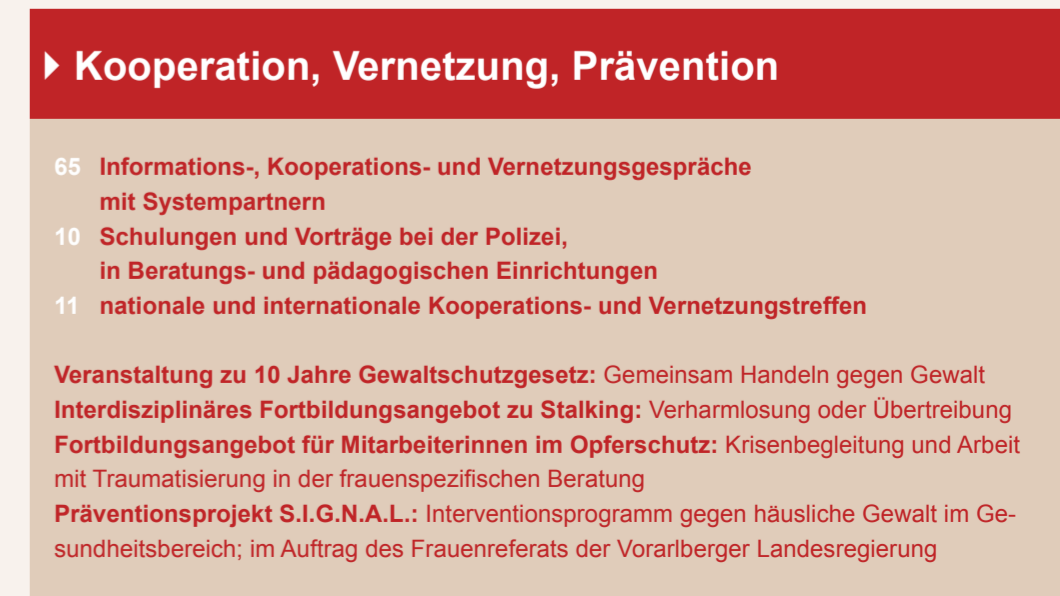 Kooperation, Vernetzung, Prävention
65 Informations-, Kooperations- und Vernetzungsgespräche
mit Systempartnern
10 Schulungen und Vorträge bei der Polizei,
in Beratungs- und pädagogischen Einrichtungen
11 nationale und internationale Kooperations- und Vernetzungstreffen
Veranstaltung zu 10 Jahre Gewaltschutzgesetz: Gemeinsam Handeln gegen Gewalt
Interdisziplinäres Fortbildungsangebot zu Stalking: Verharmlosung oder Übertreibung
Fortbildungsangebot für Mitarbeiterinnen im Opferschutz: Krisenbegleitung und Arbeit
mit Traumatisierung in der frauenspezifischen Beratung
Präventionsprojekt S.I.G.N.A.L.: Interventionsprogramm gegen häusliche Gewalt im Ge-
sundheitsbereich; im Auftrag des Frauenreferats der Vorarlberger Landesregierung